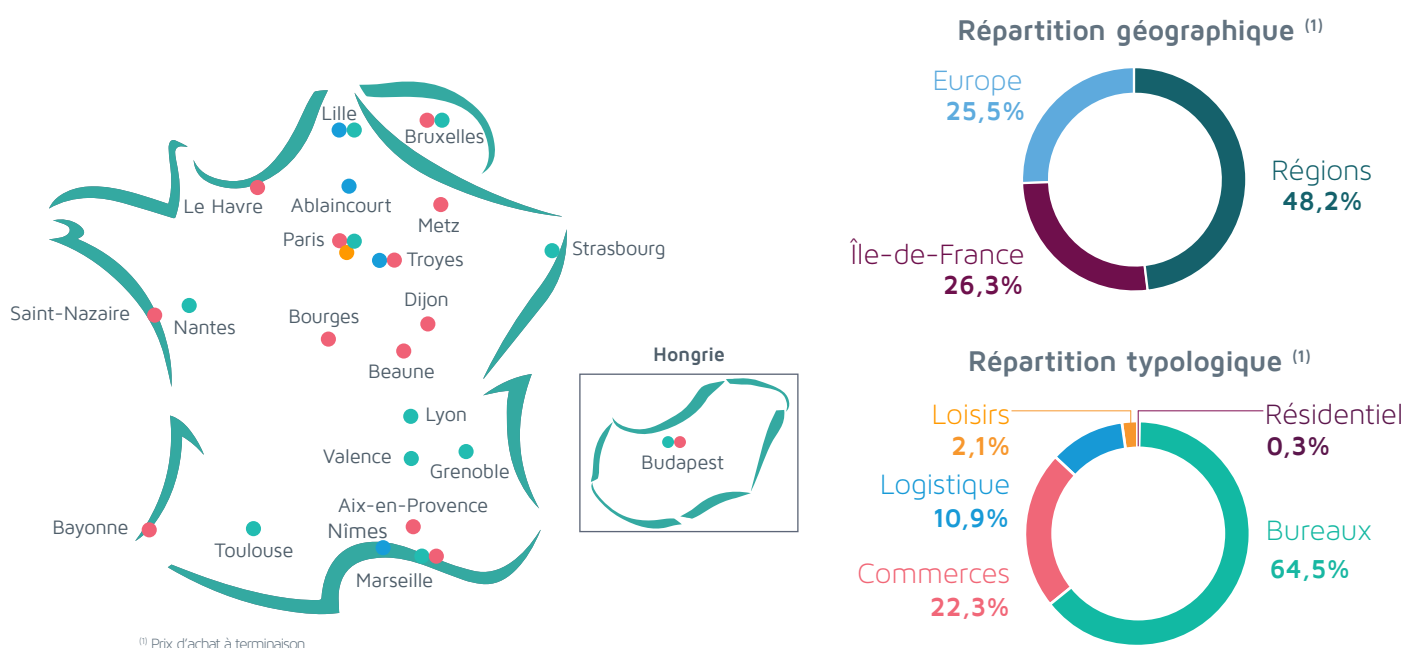 Lille
Bruxelles
Le Havre
Ablaincourt
Metz
Paris
Troyes
Strasbourg
Saint-Nazaire
Nantes
Bourges
Dijon
Beaune
Lyon
Valence
Grenoble
Aix-en-Provence
Nîmes
Bayonne
Toulouse
Marseille
(1) Prix d'achat à terminaison
Hongrie
Budapest
Répartition géographique (1)
Europe
25,5%
Régions
48,2%
Île-de-France
26,3%
Répartition typologique (1)
Loisirs
2,1%
Résidentiel
0,3%
Logistique
10,9%
Bureaux
64,5%
Commerces
22,3%